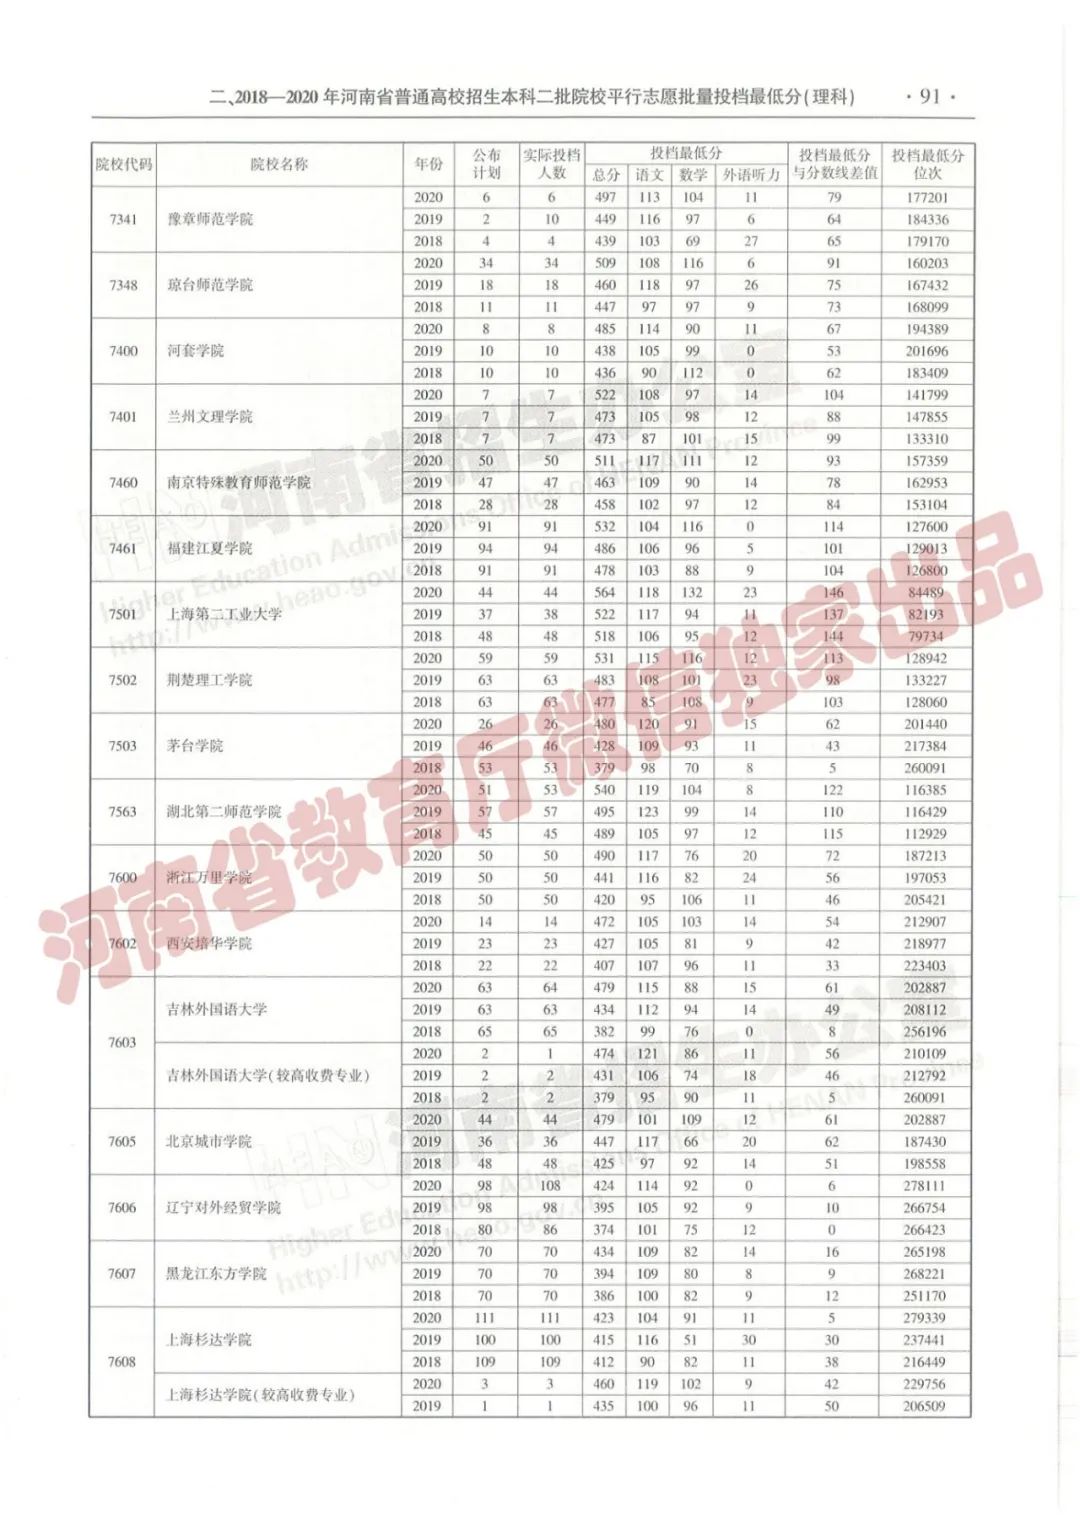 二、2018—2020年河南省普通高校招生本科二批院校平行志愿批量投档最低分(理科) ·91·
院校代码 院校名称 年份 公布计划 实际投档人数 投档最低分 投档最低分与分数线差值 投档最低分位次
总分 语文 数学 外语听力
2020 6 6 497 113 104 11 79 177201
7341 豫章师范学院 2019 2 10 449 116 97 6 64 184336
2018 4 4 439 103 69 27 65 179170
2020 34 34 509 108 116 6 91 160203
7348 琼台师范学院 2019 18 18 460 118 97 26 75 167432
2018 11 11 447 97 97 9 73 168099
2020 8 8 485 114 90 11 67 194389
7400 河套学院 2019 10 10 438 105 99 0 53 201696
2018 10 10 436 90 112 0 62 183409
2020 7 7 522 108 97 14 104 141799
7401 兰州文理学院 2019 7 7 473 105 98 12 88 147855
2018 7 7 473 87 101 15 99 133310
2020 50 50 511 117 111 12 93 157359
7460 南京特殊教育师范学院 2019 47 47 463 109 90 14 78 162953
2018 28 28 458 102 97 12 84 153104
2020 91 91 532 104 116 0 114 127600
7461 福建江夏学院 2019 94 94 486 106 96 5 101 129013
2018 91 91 478 103 88 9 104 126800
2020 44 44 564 118 132 23 146 84489
7501 上海第二工业大学 2019 37 38 522 117 94 11 137 82193
2018 48 48 518 106 95 12 144 79734
2020 59 59 531 115 116 12 113 128942
7502 荆楚理工学院 2019 63 63 483 108 101 23 98 133227
2018 63 63 477 85 108 9 103 128060
2020 26 26 480 120 91 15 62 201440
7503 茅台学院 2019 46 46 428 109 93 11 43 217384
2018 53 53 379 98 70 8 5 260091
2020 51 53 540 119 104 8 122 116385
7563 湖北第二师范学院 2019 57 57 495 123 99 14 110 116429
2018 45 45 489 105 97 12 115 112929
2020 50 50 490 117 76 20 72 187213
7600 浙江万里学院 2019 50 50 441 116 82 24 56 197053
2018 50 50 420 95 106 11 46 205421
2020 14 14 472 105 103 14 54 212907
7602 西安培华学院 2019 23 23 427 105 81 9 42 218977
2018 22 22 407 107 96 11 33 223403
2020 63 64 479 115 88 15 61 202887
吉林外国语大学 2019 63 63 434 112 94 14 49 208112
2018 65 65 382 99 76 0 8 256196
7603
2020 2 1 474 121 86 11 56 210109
吉林外国语大学(较高收费专业) 2019 2 2 431 106 74 18 46 212792
2018 2 2 379 95 90 11 5 260091
2020 44 44 479 101 109 12 61 202887
7605 北京城市学院 2019 36 36 447 117 66 20 62 187430
2018 48 48 425 97 92 14 51 198558
2020 98 108 424 114 92 0 6 278111
7606 辽宁对外经贸学院 2019 98 98 395 105 92 9 10 266754
2018 80 86 374 101 75 12 0 266423
2020 70 70 434 109 82 14 16 265198
7607 黑龙江东方学院 2019 70 70 394 109 80 8 9 268221
2018 70 70 386 100 82 9 12 251170
2020 111 111 423 104 91 11 5 279339
上海杉达学院 2019 100 100 415 116 51 30 30 237441
7608 2018 109 109 412 90 82 11 38 216449
2020 3 3 460 119 102 9 42 229756
上海杉达学院(较高收费专业)
2019 1 1 435 100 96 11 50 206509
河南省教育厅微信独家出品
河南省招生办公室
Higher Education Admissions Office of HENAN Province
http://www.heao.gov.cn
河南省招生办公室
Higher Education Admissions Office of HENAN Province
http://www.heao.gov.cn